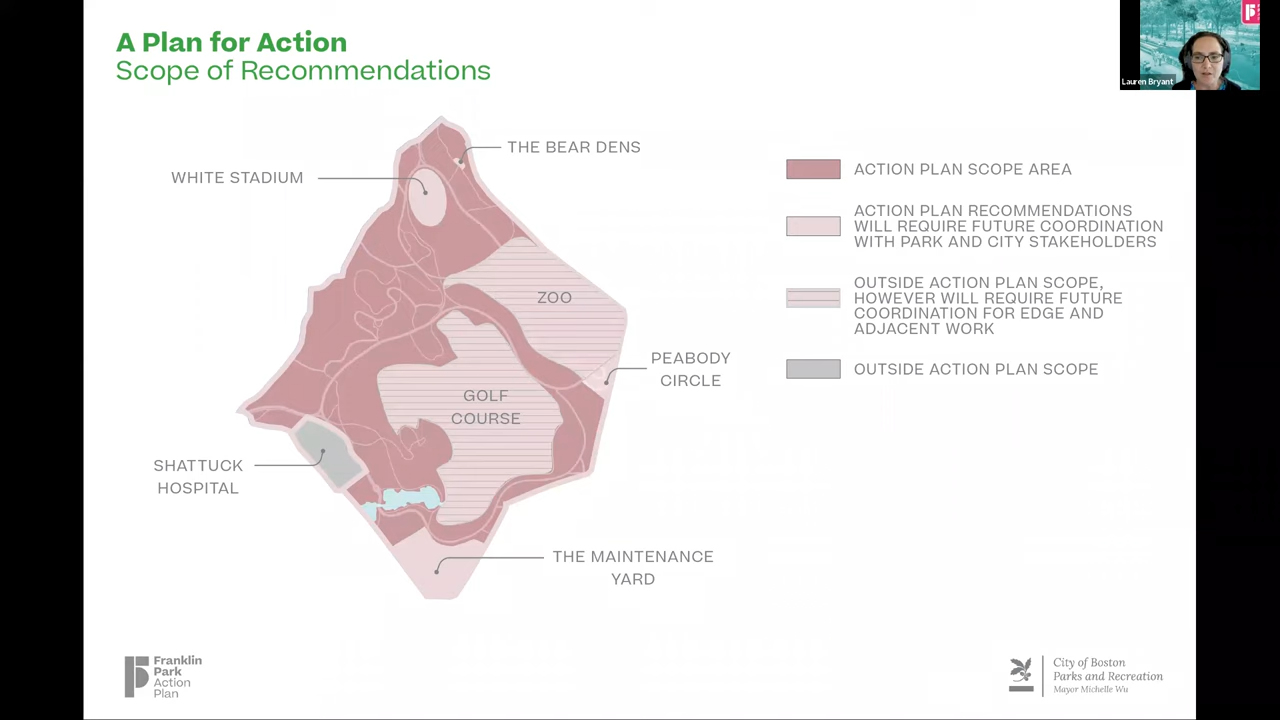 A Plan for Action
Scope of Recommendations
Lauren Bryant
THE BEAR DENS
WHITE STADIUM
ZOO
PEABODY
CIRCLE
GOLF
COURSE
SHATTUCK
HOSPITAL
THE MAINTENANCE
YARD
ACTION PLAN SCOPE AREA
ACTION PLAN RECOMMENDATIONS
WILL REQUIRE FUTURE COORDINATION
WITH PARK AND CITY STAKEHOLDERS
OUTSIDE ACTION PLAN SCOPE,
HOWEVER WILL REQUIRE FUTURE
COORDINATION FOR EDGE AND
ADJACENT WORK
OUTSIDE ACTION PLAN SCOPE
Franklin
Park
Action
Plan
City of Boston
Parks and Recreation
Mayor Michelle Wu